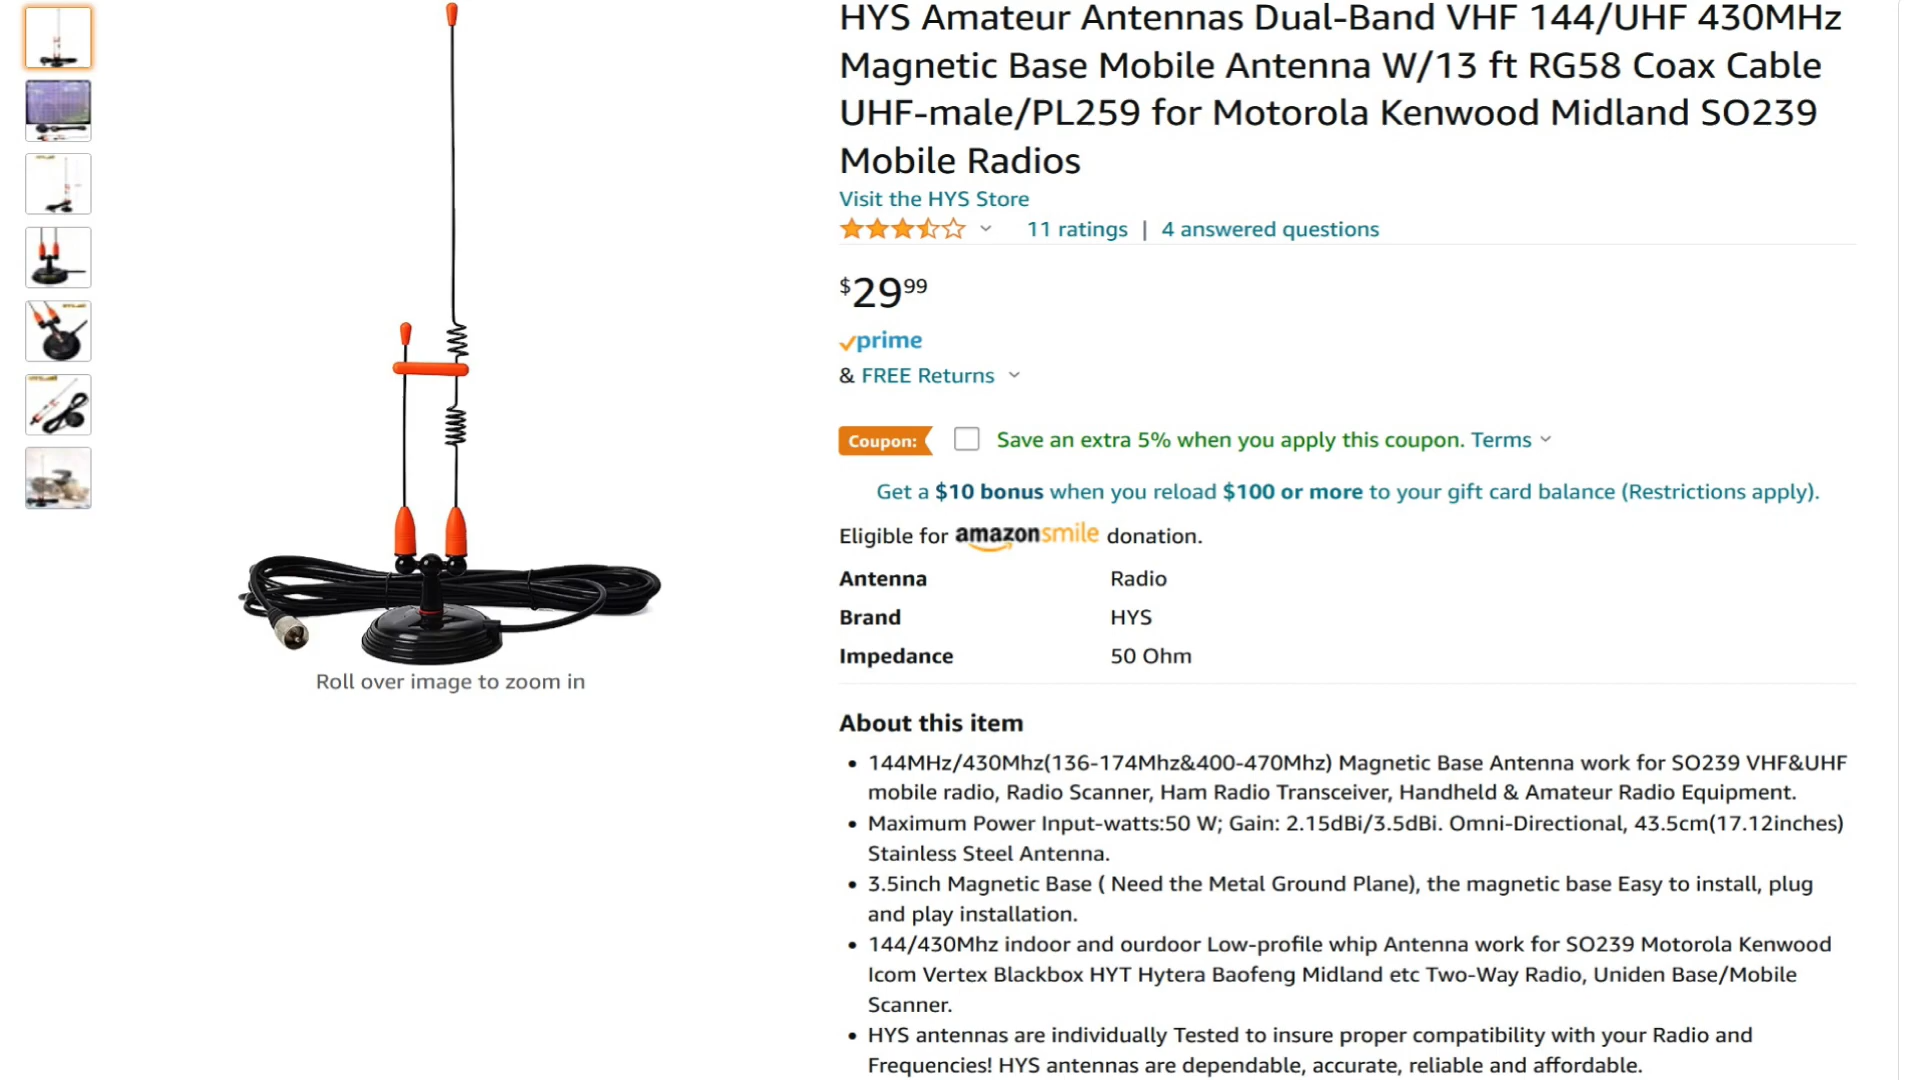 HYS Amateur Antennas Dual-Band VHF 144/UHF 430MHz
Magnetic Base Mobile Antenna W/13 ft RG58 Coax Cable
UHF-male/PL259 for Motorola Kenwood Midland SO239
Mobile Radios
Visit the HYS Store
11 ratings | 4 answered questions
$29.99
prime
& FREE Returns
Coupon: Save an extra 5% when you apply this coupon. Terms
Get a $10 bonus when you reload $100 or more to your gift card balance (Restrictions apply).
Eligible for amazonsmile donation.
Antenna Radio
Brand HYS
Impedance 50 Ohm
Roll over image to zoom in
About this item
• 144MHz/430Mhz(136-174Mhz&400-470Mhz) Magnetic Base Antenna work for SO239 VHF&UHF
mobile radio, Radio Scanner, Ham Radio Transceiver, Handheld & Amateur Radio Equipment.
• Maximum Power Input-watts:50 W; Gain: 2.15dBi/3.5dBi. Omni-Directional, 43.5cm(17.12inches)
Stainless Steel Antenna.
• 3.5inch Magnetic Base ( Need the Metal Ground Plane), the magnetic base Easy to install, plug
and play installation.
• 144/430Mhz indoor and ourdoor Low-profile whip Antenna work for SO239 Motorola Kenwood
Icom Vertex Blackbox HYT Hytera Baofeng Midland etc Two-Way Radio, Uniden Base/Mobile
Scanner.
• HYS antennas are individually Tested to insure proper compatibility with your Radio and
Frequencies! HYS antennas are dependable, accurate, reliable and affordable.